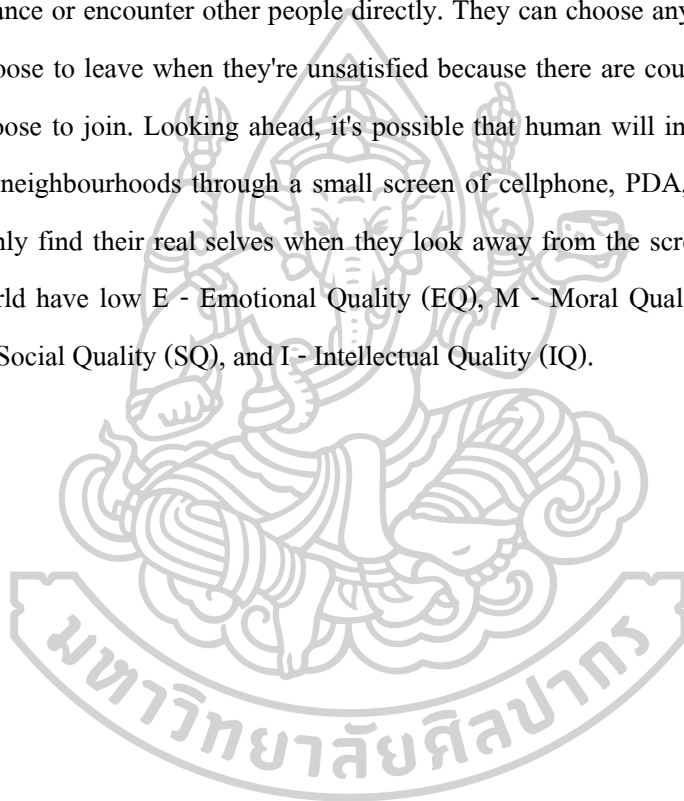 ance or encounter other people directly. They can choose any
oose to leave when they're unsatisfied because there are cou
oose to join. Looking ahead, it's possible that human will in
neighbourhoods through a small screen of cellphone, PDA,
nly find their real selves when they look away from the scre
rld have low E - Emotional Quality (EQ), M - Moral Qual
Social Quality (SQ), and I - Intellectual Quality (IQ).
มหาวิทยาลัยศิลปากร